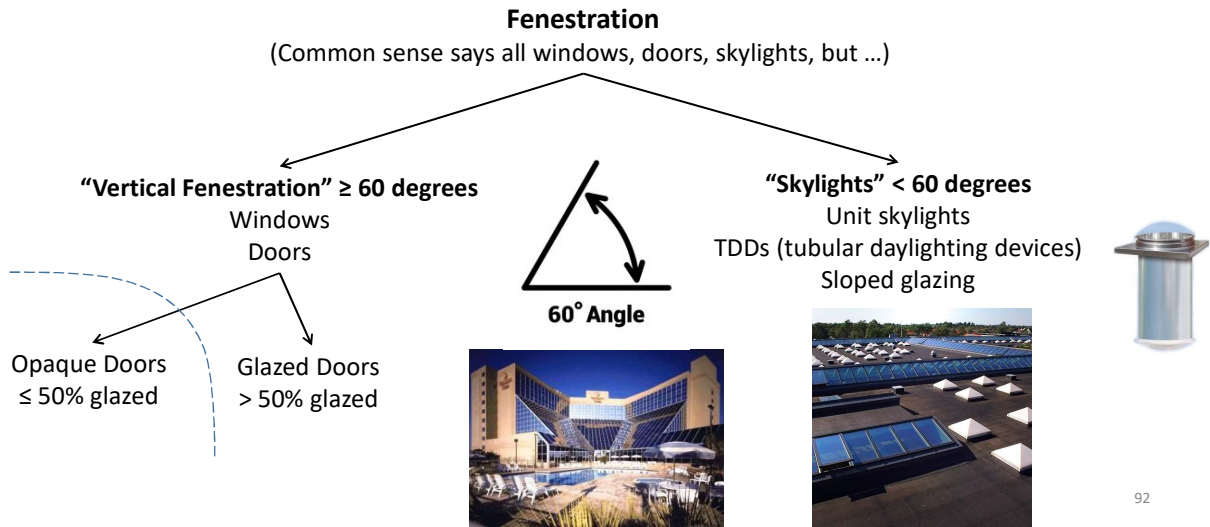 Fenestration
(Common sense says all windows, doors, skylights, but …)
“Vertical Fenestration” ≥ 60 degrees
Windows
Doors
Opaque Doors
≤ 50% glazed
Glazed Doors
> 50% glazed
60° Angle
“Skylights” < 60 degrees
Unit skylights
TDDs (tubular daylighting devices)
Sloped glazing
92